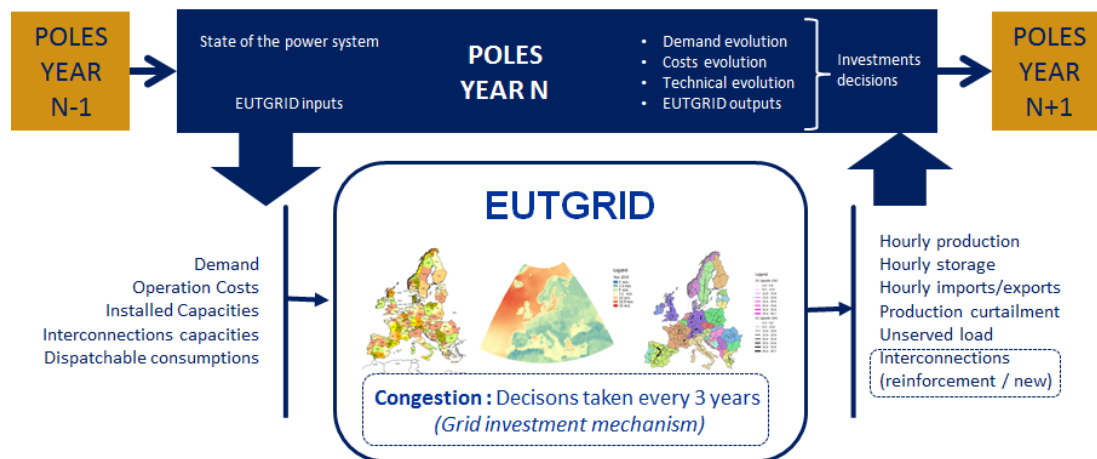 POLES
YEAR
N-1
State of the power system
EUTGRID inputs
POLES
YEAR N
• Demand evolution
• Costs evolution
• Technical evolution
• EUTGRID outputs
Investments
decisions
POLES
YEAR
N+1
Demand
Operation Costs
Installed Capacities
Interconnections capacities
Dispatchable consumptions
EUTGRID
Legend
Legend
Congestion : Decisons taken every 3 years
(Grid investment mechanism)
Hourly production
Hourly storage
Hourly imports/exports
Production curtailment
Unserved load
Interconnections
(reinforcement / new)